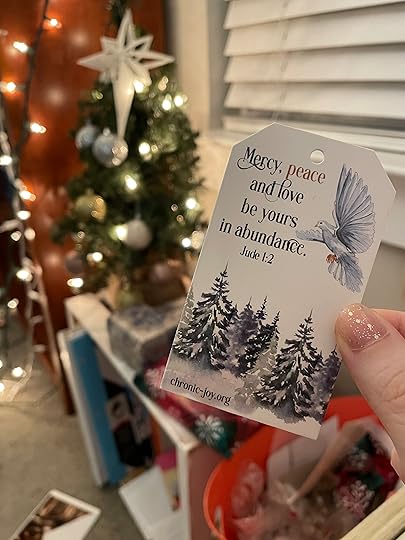 Mercy, peace
and love
be yours
in abundance.
Jude 1:2
chronic-joy.org